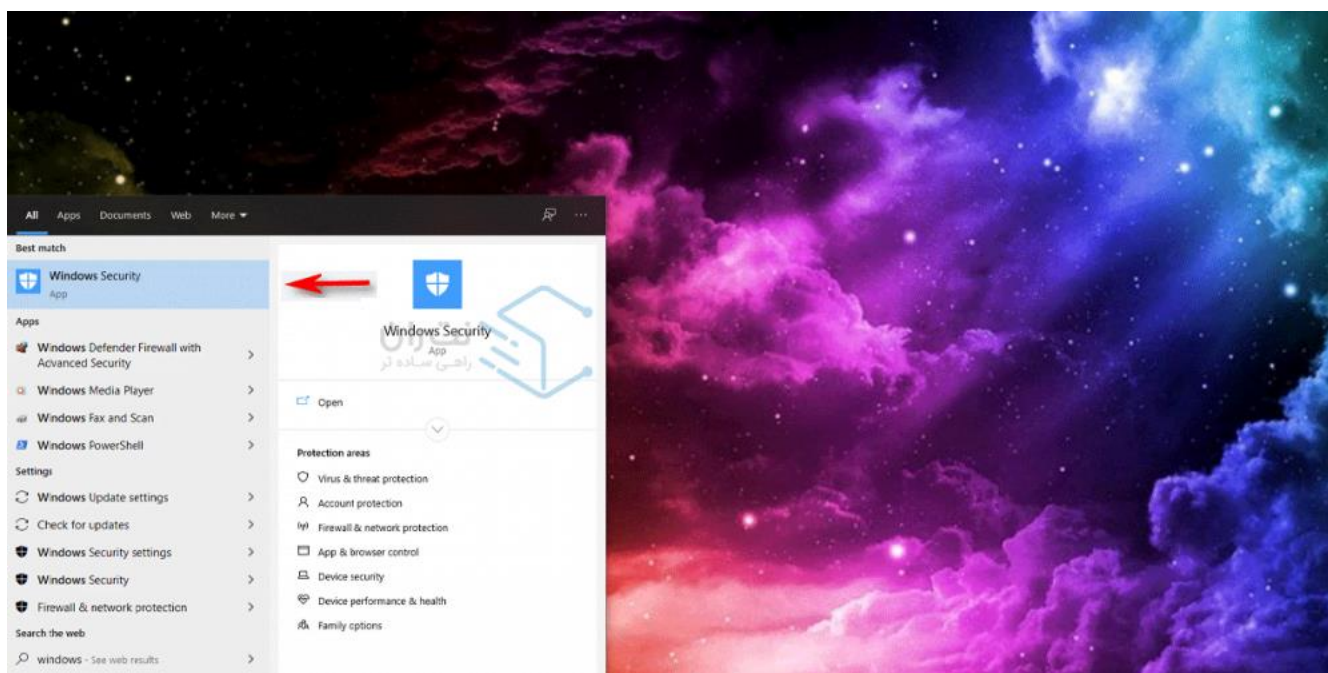 All Apps Documents Web More
Best match
Windows Security
App
Apps
Windows Defender Firewall with
Advanced Security
Windows Media Player
Windows Fax and Scan
Windows PowerShell
Settings
Windows Update settings
Check for updates
Windows Security settings
Windows Security
Firewall & network protection
Search the web
windows - See web results
Windows Security
App
راهی ساده تر
Open
Protection areas
Virus & threat protection
Account protection
Firewall & network protection
App & browser control
Device security
Device performance & health
Family options